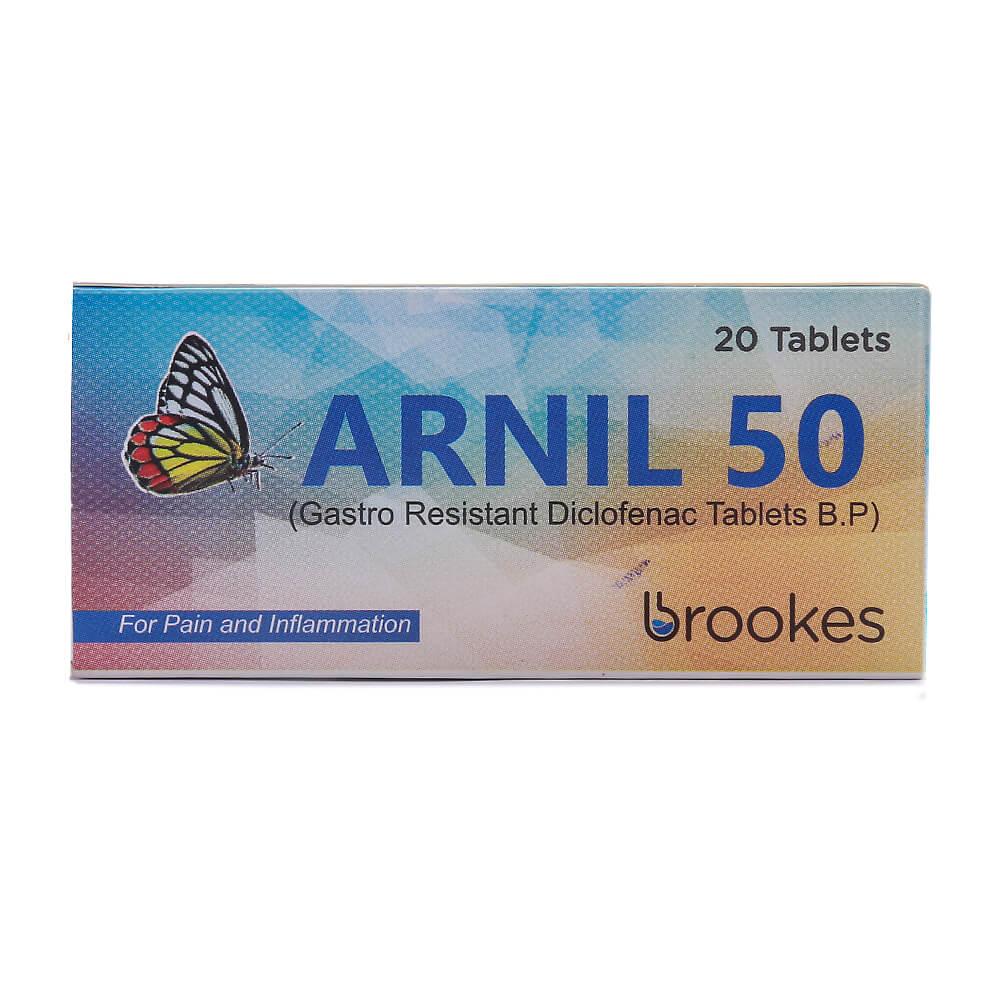 20 Tablets
ARNIL 50
(Gastro Resistant Diclofenac Tablets B.P)
For Pain and Inflammation
brookes